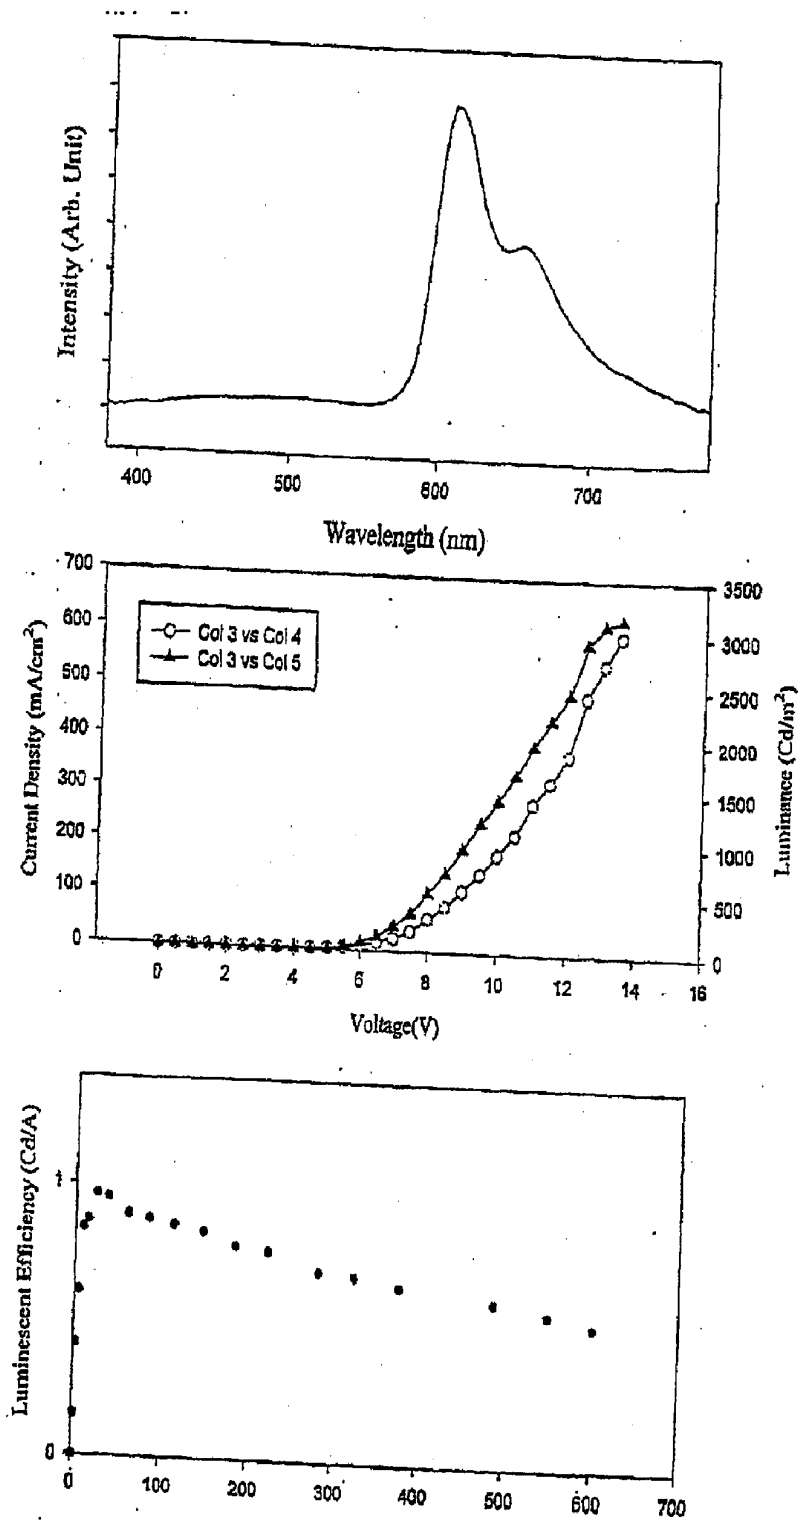 Intensity (Arb. Unit)
400 500 600 700
Wavelength (nm)
700
600
500
400
300
200
100
0
Current Density (mA/cm²)
Col 3 vs Col 4
Col 3 vs Col 5
3500
3000
2500
2000
1500
1000
500
0
Luminance (Cd/m²)
0 2 4 6 8 10 12 14 16
Voltage(V)
Luminescent Efficiency (Cd/A)
1
0
0 100 200 300 400 500 600 700